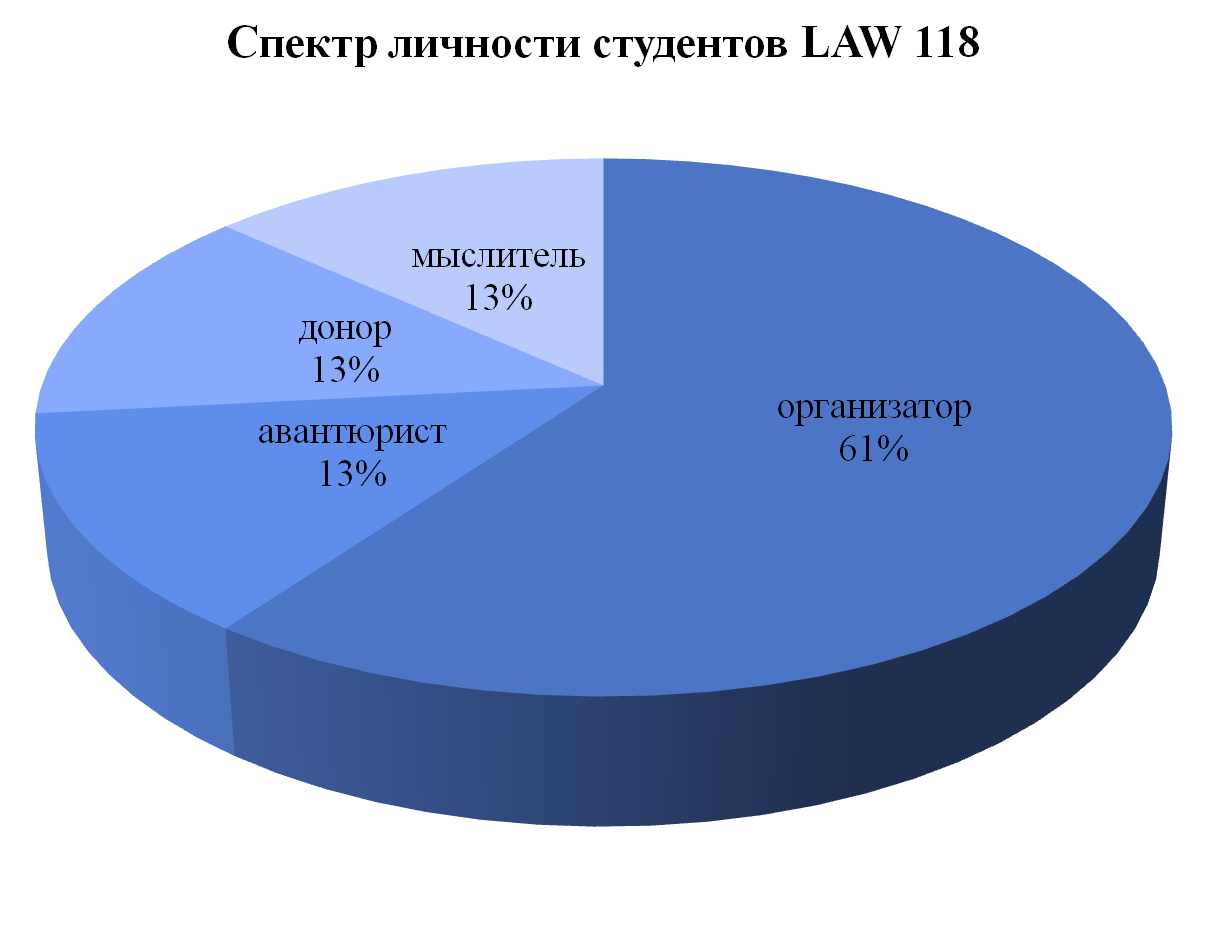 Спектр личности студентов LAW 118
мыслитель
13%
донор
13%
авантюрист
13%
организатор
61%